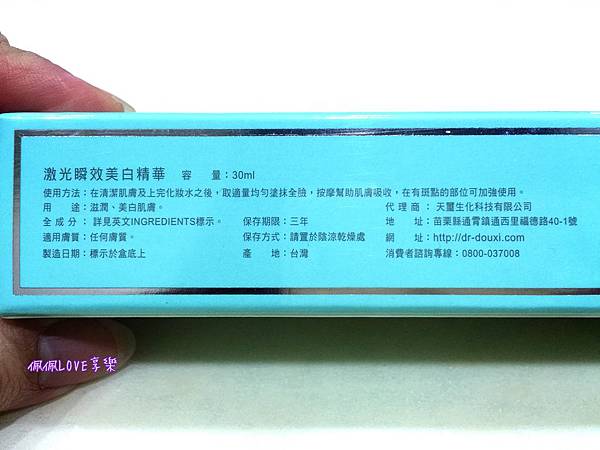 激光瞬效美白精華 容 量：30ml
使用方法：在清潔肌膚及上完化妝水之後，取適量均勻塗抹全臉，按摩幫助肌膚吸收，在有斑點的部位可加強使用。
用 途：滋潤、美白肌膚。 代 理 商 ：天璽生化科技有限公司
全 成 分 ：詳見英文INGREDIENTS標示。 保存期限：三年 地 址：苗栗縣通霄鎮通西里福德路40-1號
適用膚質：任何膚質。 保存方式：請置於陰涼乾燥處 網 址：http://dr-douxi.com
製造日期：標示於盒底上 產 地：台灣 消費者諮詢專線：0800-037008
佩佩LOVE享樂